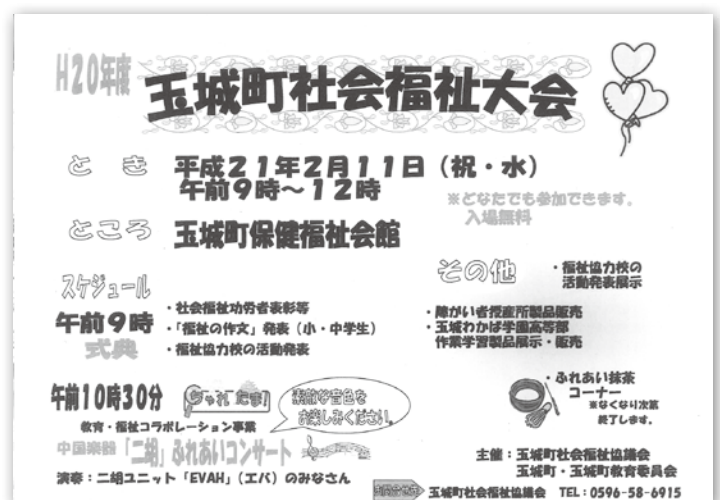 H20年度
玉城町社会福祉大会
とき 平成21年2月11日（祝・水）
午前9時～12時
※どなたでも参加できます。
入場無料
ところ 玉城町保健福祉会館
スケジュール
午前9時
式典
・社会福祉功労者表彰等
・「福祉の作文」発表（小・中学生）
・福祉協力校の活動発表
その他
・福祉協力校の
活動発表展示
・障がい者授産所製品販売
・玉城わかば学園高等部
作業学習製品展示・販売
午前10時30分
ちゃれたま！
素敵な音色を
お楽しみください。
教育・福祉コラボレーション事業
中国楽器「二胡」ふれあいコンサート
演奏：二胡ユニット「EVAH」（エバ）のみなさん
・ふれあい抹茶
コーナー
※なくなり次第
終了します。
主催：玉城町社会福祉協議会
玉城町・玉城町教育委員会
玉城町社会福祉協議会 TEL：0596-58-6915